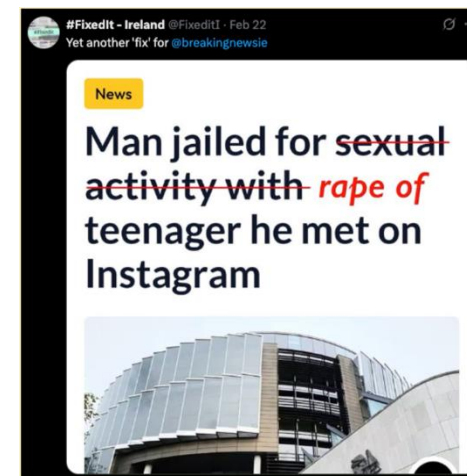 #FixedIt - Ireland @FixeditI · Feb 22
Yet another 'fix' for @breakingnewsie
News
Man jailed for sexual
activity with rape of
teenager he met on
Instagram